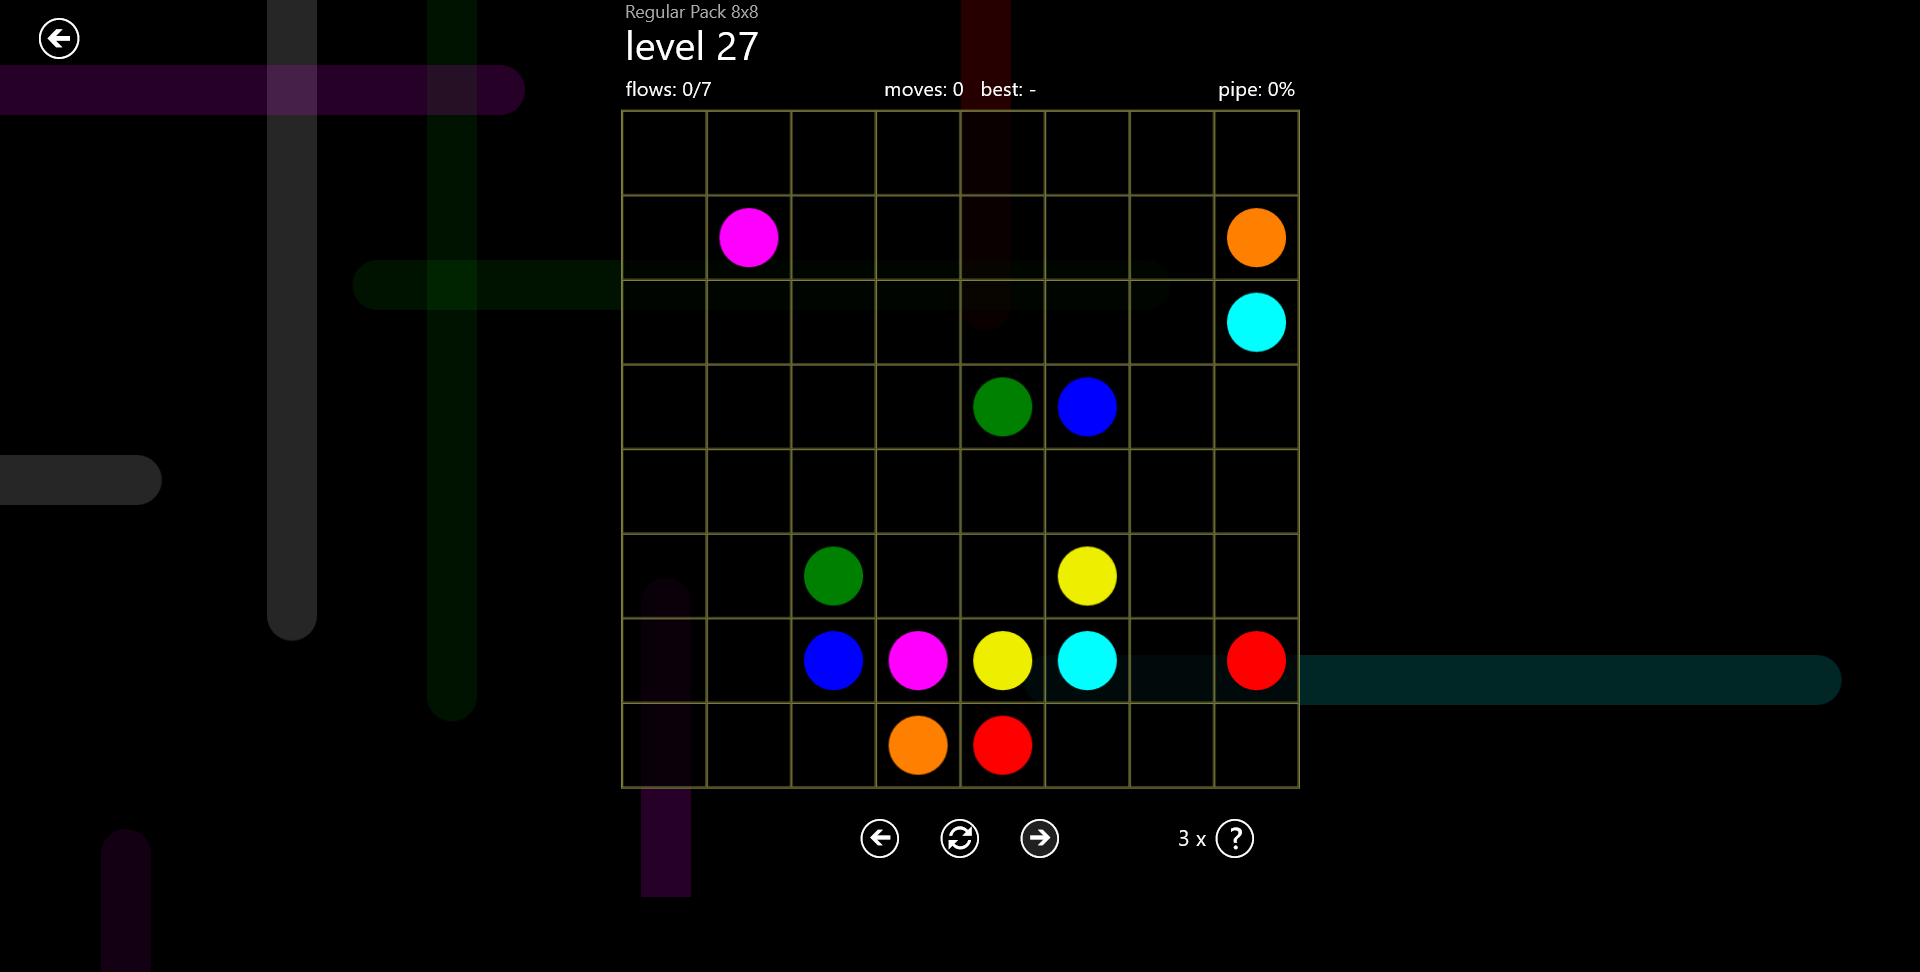 Regular Pack 8x8
level 27
flows: 0/7 moves: 0 best: - pipe: 0%
3 x ?